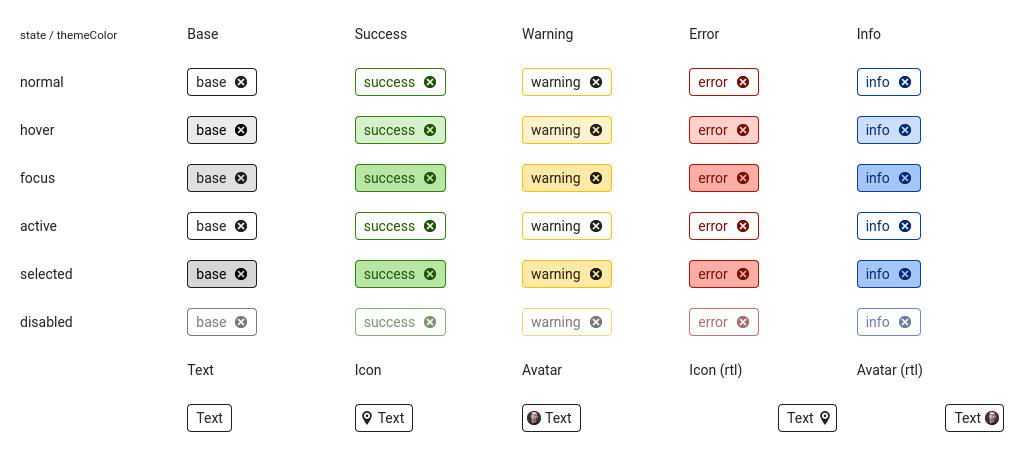 state / themeColor Base Success Warning Error Info
normal base success warning error info
hover base success warning error info
focus base success warning error info
active base success warning error info
selected base success warning error info
disabled base success warning error info
Text Icon Avatar Icon (rtl) Avatar (rtl)
Text Text Text Text Text